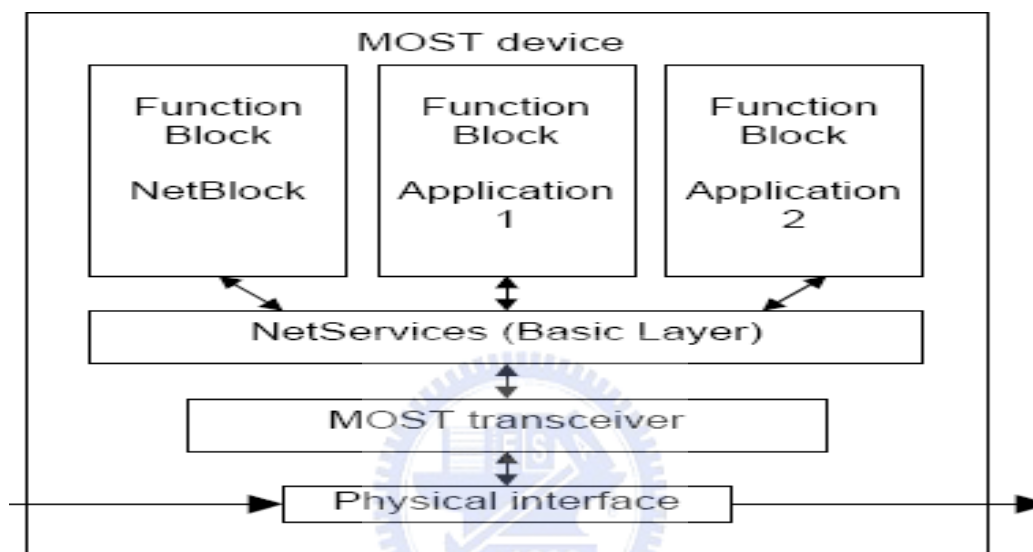 MOST device
Function
Block
NetBlock
Function
Block
Application
1
Function
Block
Application
2
NetServices (Basic Layer)
MOST transceiver
Physical interface